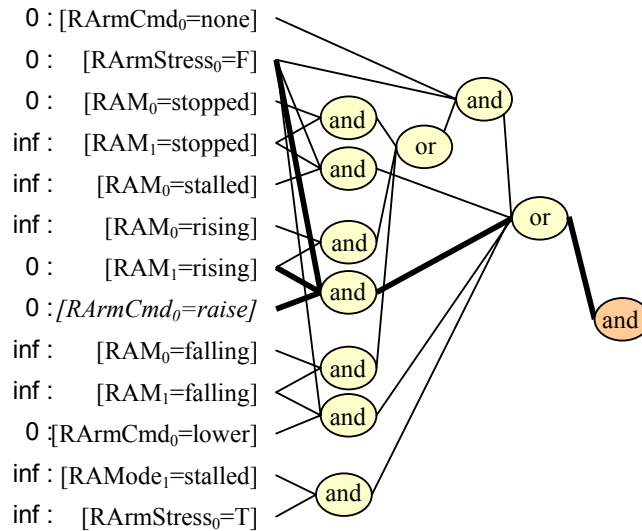 0 : [RArmCmd₀=none]
0 : [RArmStress₀=F]
0 : [RAM₀=stopped]
inf : [RAM₁=stopped]
inf : [RAM₀=stalled]
inf : [RAM₀=rising]
0 : [RAM₁=rising]
0 : [RArmCmd₀=raise]
inf : [RAM₀=falling]
inf : [RAM₁=falling]
0 : [RArmCmd₀=lower]
inf : [RAMode₁=stalled]
inf : [RArmStress₀=T]
and
and
or
and
or
and
and
and
and
and
and